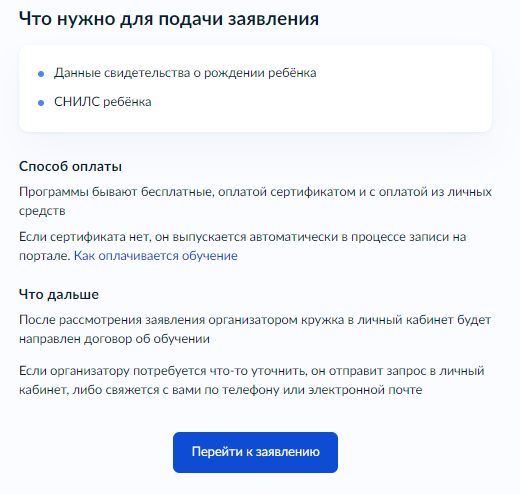 Что нужно для подачи заявления
Данные свидетельства о рождении ребёнка
СНИЛС ребёнка
Способ оплаты
Программы бывают бесплатные, оплатой сертификатом и с оплатой из личных
средств
Если сертификата нет, он выпускается автоматически в процессе записи на
портале. Как оплачивается обучение
Что дальше
После рассмотрения заявления организатором кружка в личный кабинет будет
направлен договор об обучении
Если организатору потребуется что-то уточнить, он отправит запрос в личный
кабинет, либо свяжется с вами по телефону или электронной почте
Перейти к заявлению